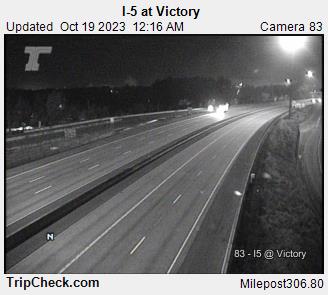 I-5 at Victory
Updated Oct 19 2023 12:16 AM Camera 83
T
N
83 - I5 @ Victory
TripCheck.com Milepost306.80